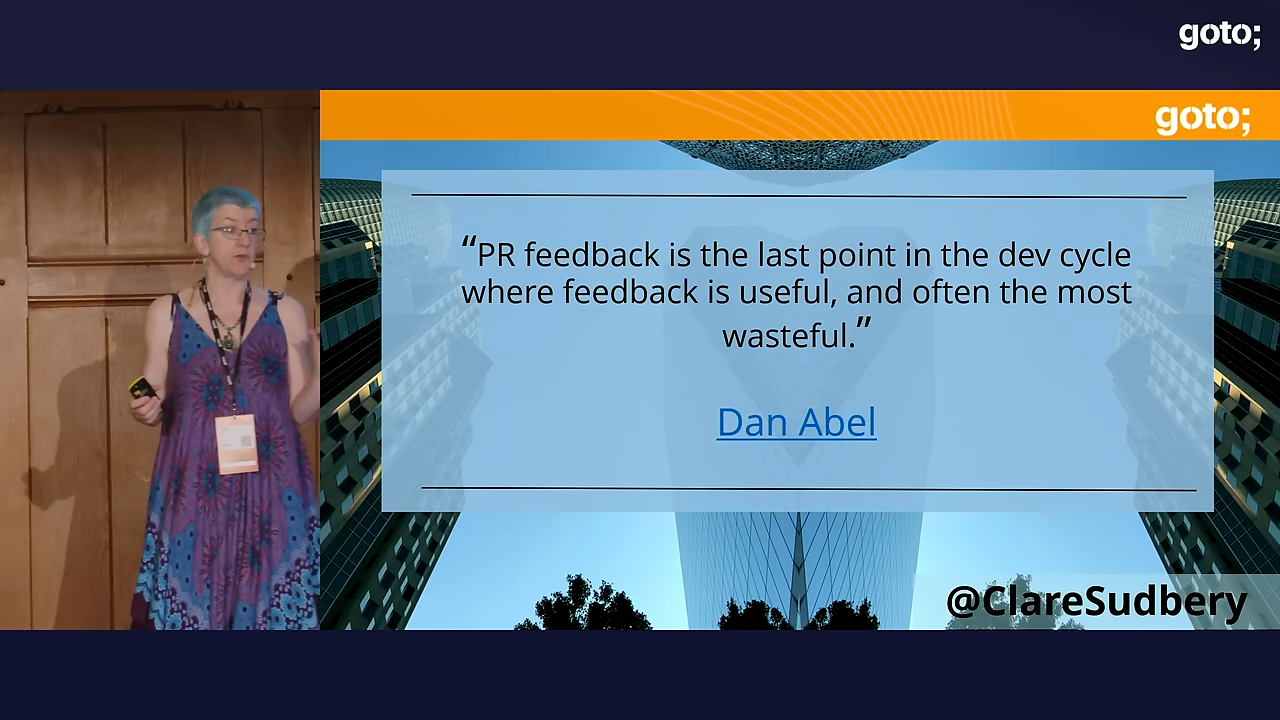 goto;
goto;
“PR feedback is the last point in the dev cycle
where feedback is useful, and often the most
wasteful.”
Dan Abel
@ClareSudbery